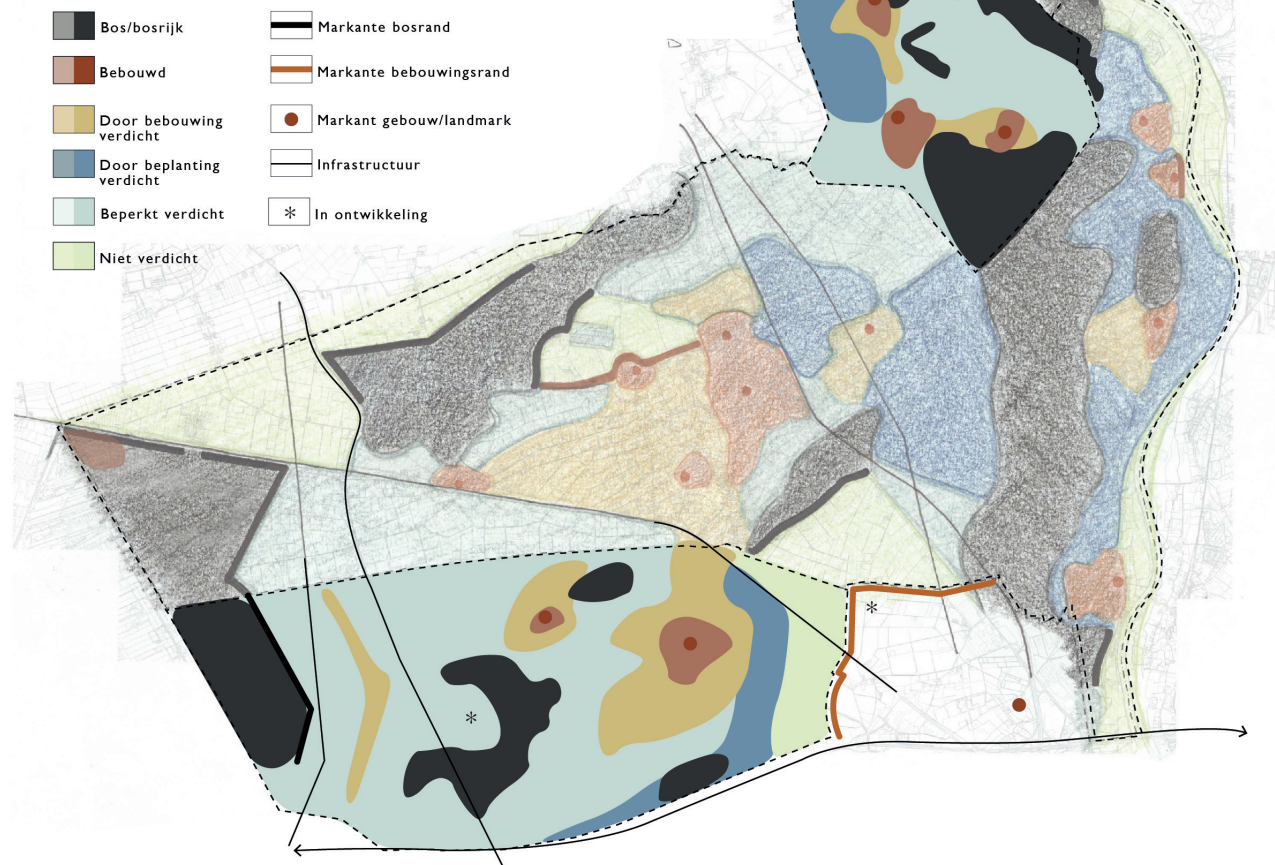 Bos/bosrijk
Bebouwd
Door bebouwing
verdicht
Door beplanting
verdicht
Beperkt verdicht
Niet verdicht
Markante bosrand
Markante bebouwingsrand
Markant gebouw/landmark
Infrastructuur
* In ontwikkeling
*
*